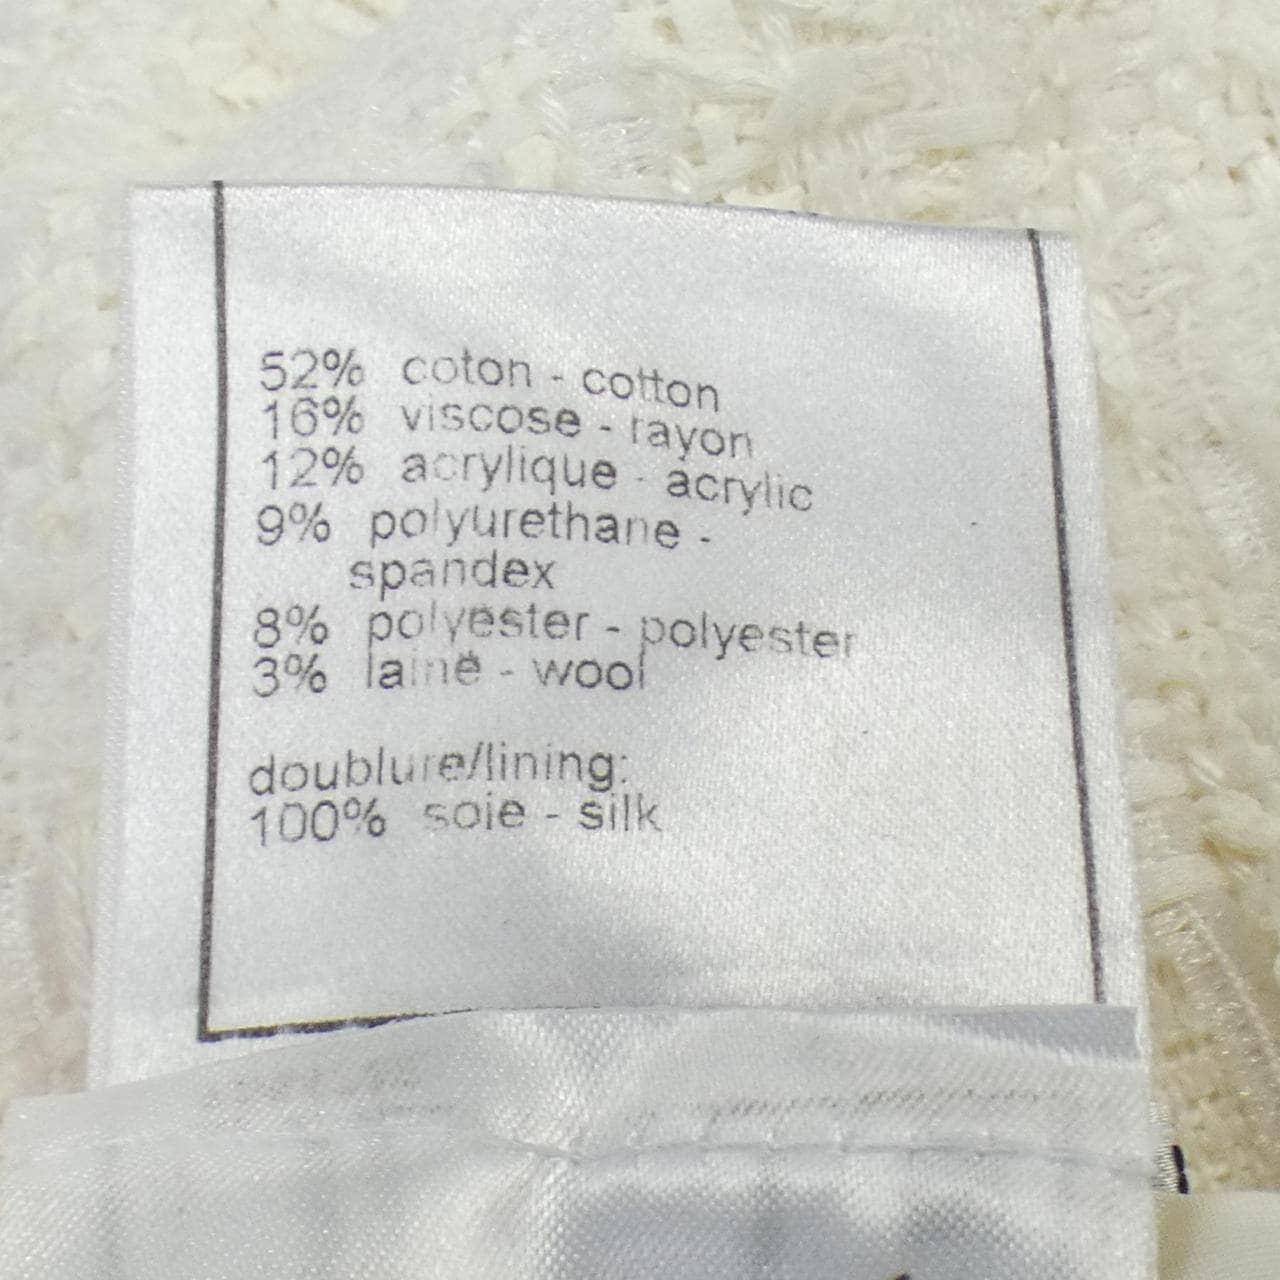 52% coton - cotton
16% viscose - rayon
12% acrylique - acrylic
9% polyurethane -
spandex
8% polyester - polyester
3% laine - wool
doublure/lining:
100% soie - silk